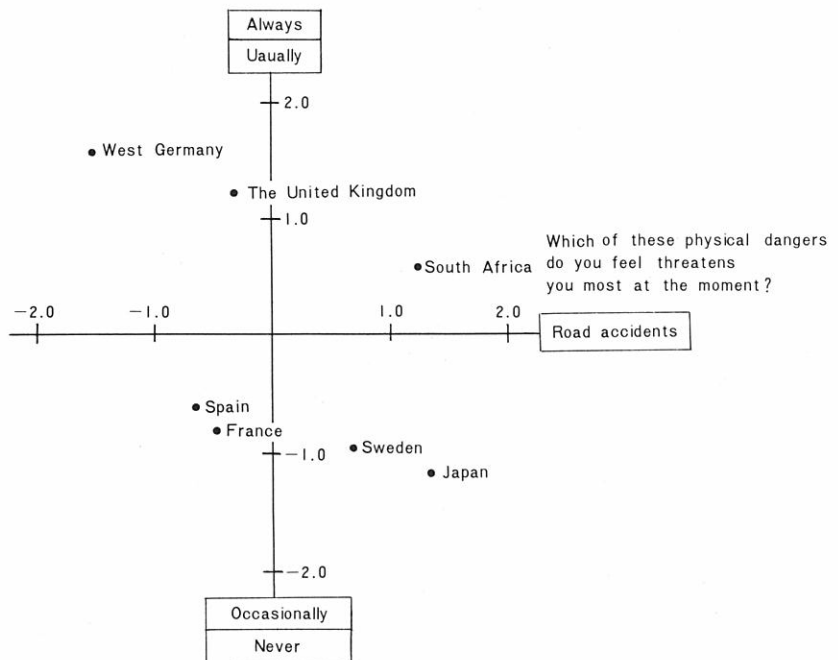 Always
Uaually
2.0
West Germany
The United Kingdom
1.0
South Africa
Which of these physical dangers
do you feel threatens
you most at the moment?
−2.0 −1.0 1.0 2.0
Road accidents
Spain
France
−1.0
Sweden
Japan
−2.0
Occasionally
Never